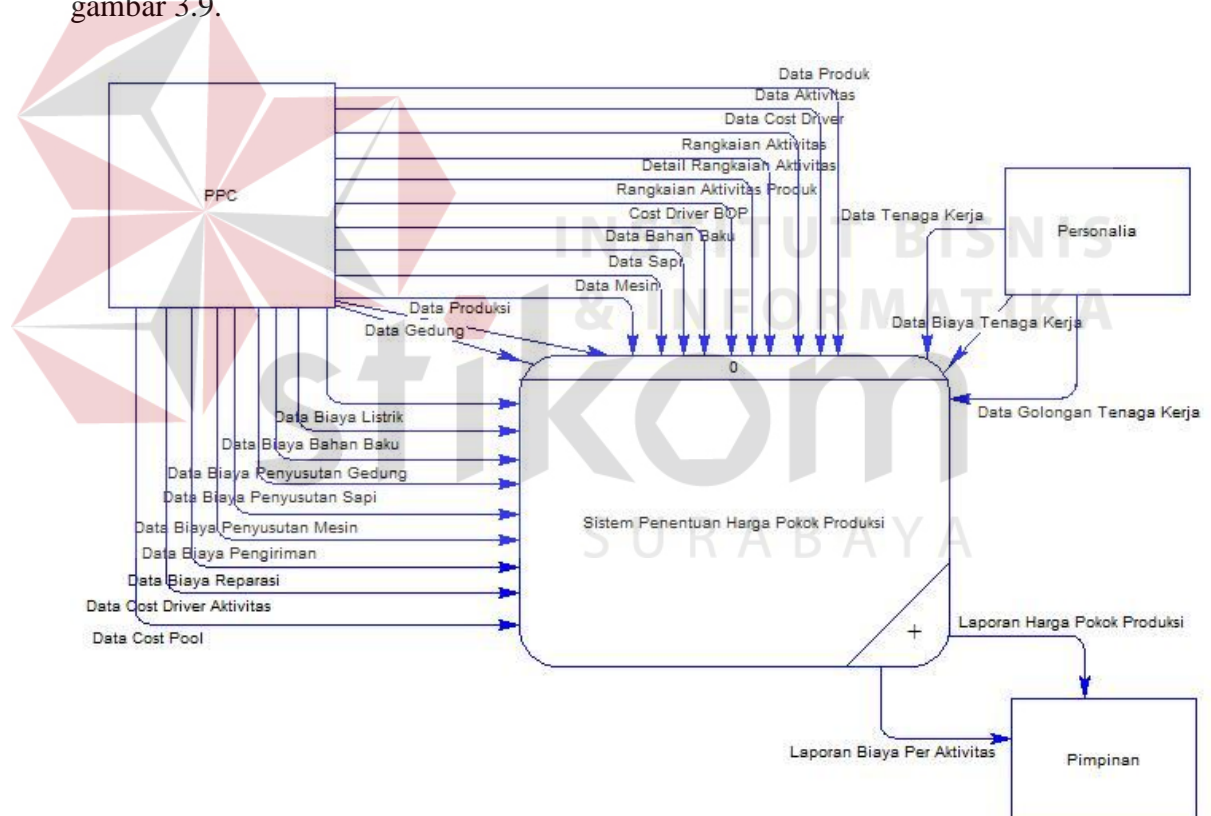 gambar 3.9.
Data Produk
Data Aktivitas
Data Cost Driver
Rangkaian Aktivitas
Detail Rangkaian Aktivitas
Rangkaian Aktivitas Produk
Cost Driver BOP
Data Bahan Baku
Data Sapi
Data Mesin
Data Produksi
Data Gedung
PPC
Data Tenaga Kerja
Personalia
Data Biaya Tenaga Kerja
Data Golongan Tenaga Kerja
INSTITUT BISNIS
& INFORMATIKA
stikom
SURABAYA
0
Data Biaya Listrik
Data Biaya Bahan Baku
Data Biaya Penyusutan Gedung
Data Biaya Penyusutan Sapi
Data Biaya Penyusutan Mesin
Data Biaya Pengiriman
Data Biaya Reparasi
Data Cost Driver Aktivitas
Data Cost Pool
Sistem Penentuan Harga Pokok Produksi
+
Laporan Harga Pokok Produksi
Laporan Biaya Per Aktivitas
Pimpinan